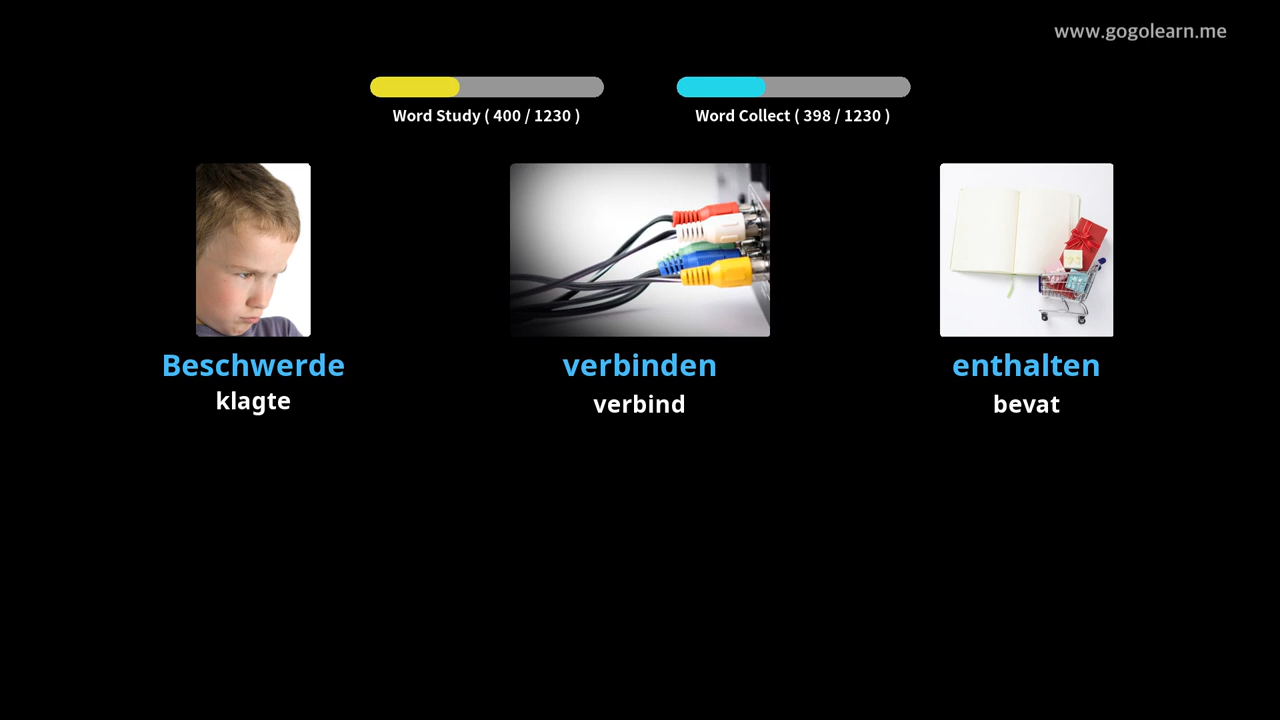 www.gogolearn.me
Word Study ( 400 / 1230 )
Word Collect ( 398 / 1230 )
Beschwerde
klagte
verbinden
verbind
enthalten
bevat